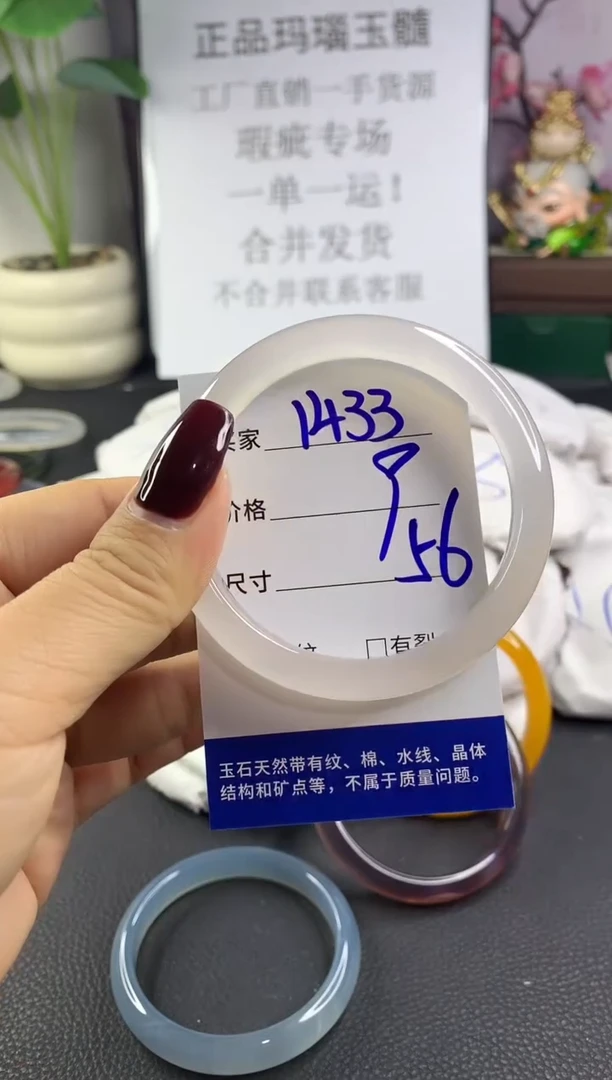 正品玛瑙玉髓
工厂直销一手货源
瑕疵专场
一单一运!
合并发货
不合并联系客服
家 1433
价格 9
尺寸 56
纹 □有裂
玉石天然带有纹、棉、水线、晶体
结构和矿点等，不属于质量问题。